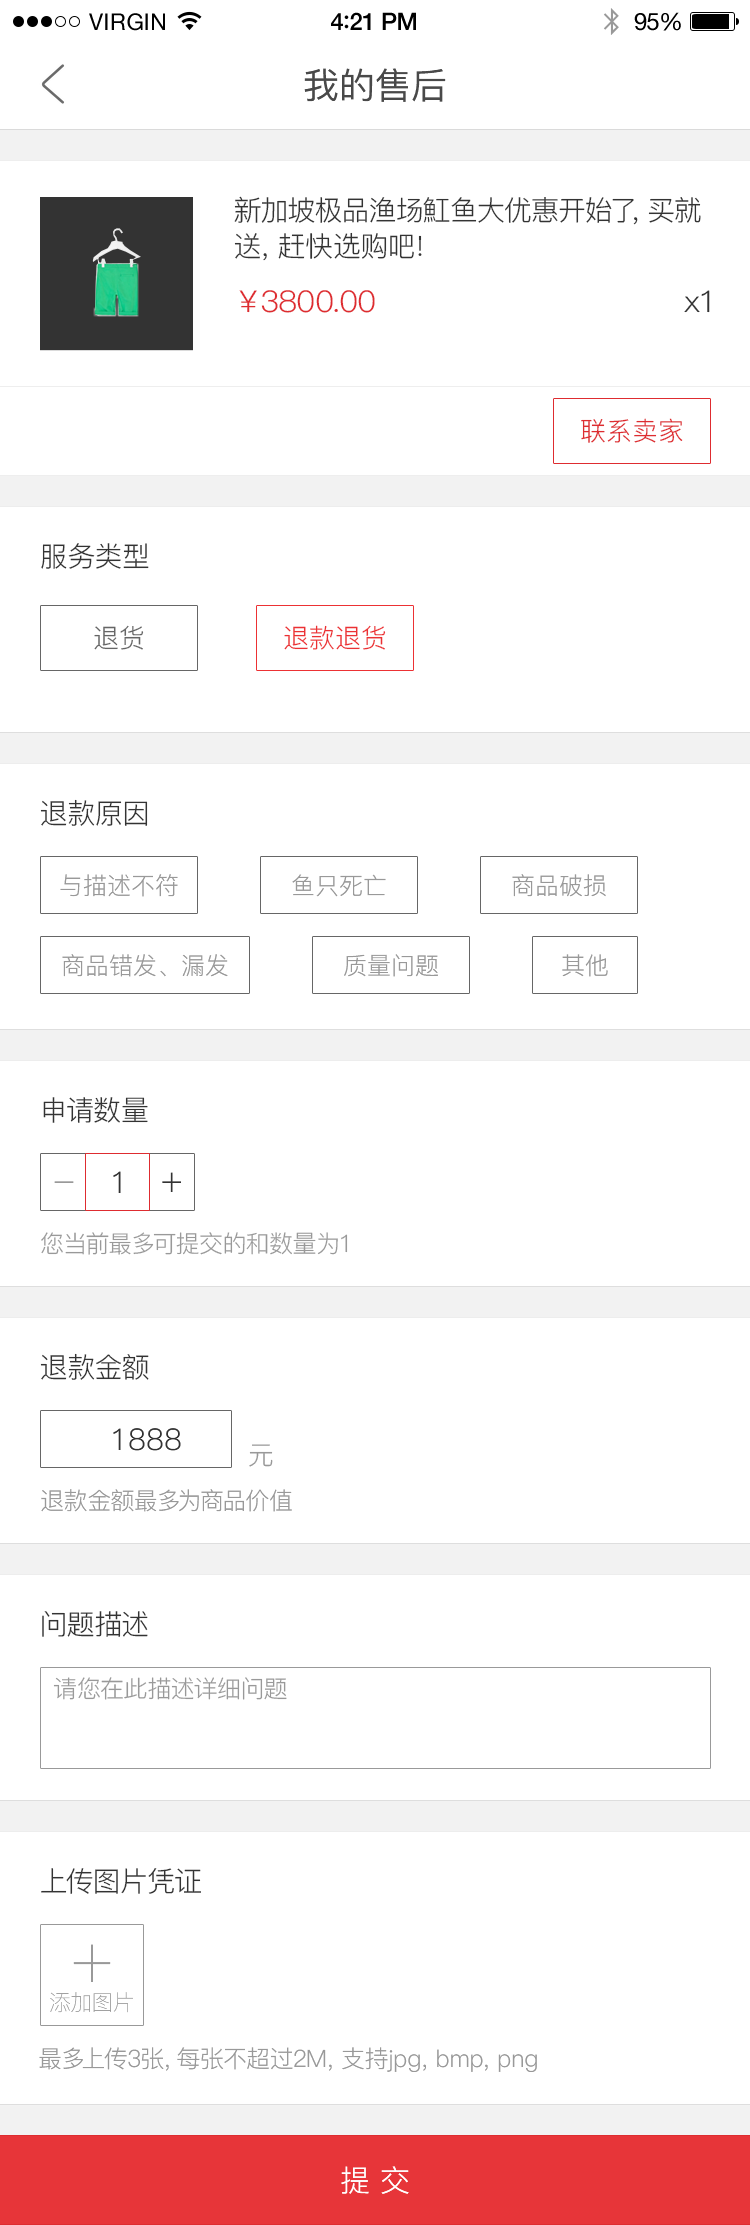 VIRGIN 4:21 PM 95%
我的售后
新加坡极品渔场魟鱼大优惠开始了, 买就
送, 赶快选购吧!
￥3800.00 x1
联系卖家
服务类型
退货 退款退货
退款原因
与描述不符 鱼只死亡 商品破损
商品错发、漏发 质量问题 其他
申请数量
— 1 +
您当前最多可提交的和数量为1
退款金额
1888 元
退款金额最多为商品价值
问题描述
请您在此描述详细问题
上传图片凭证
添加图片
最多上传3张, 每张不超过2M, 支持jpg, bmp, png
提 交